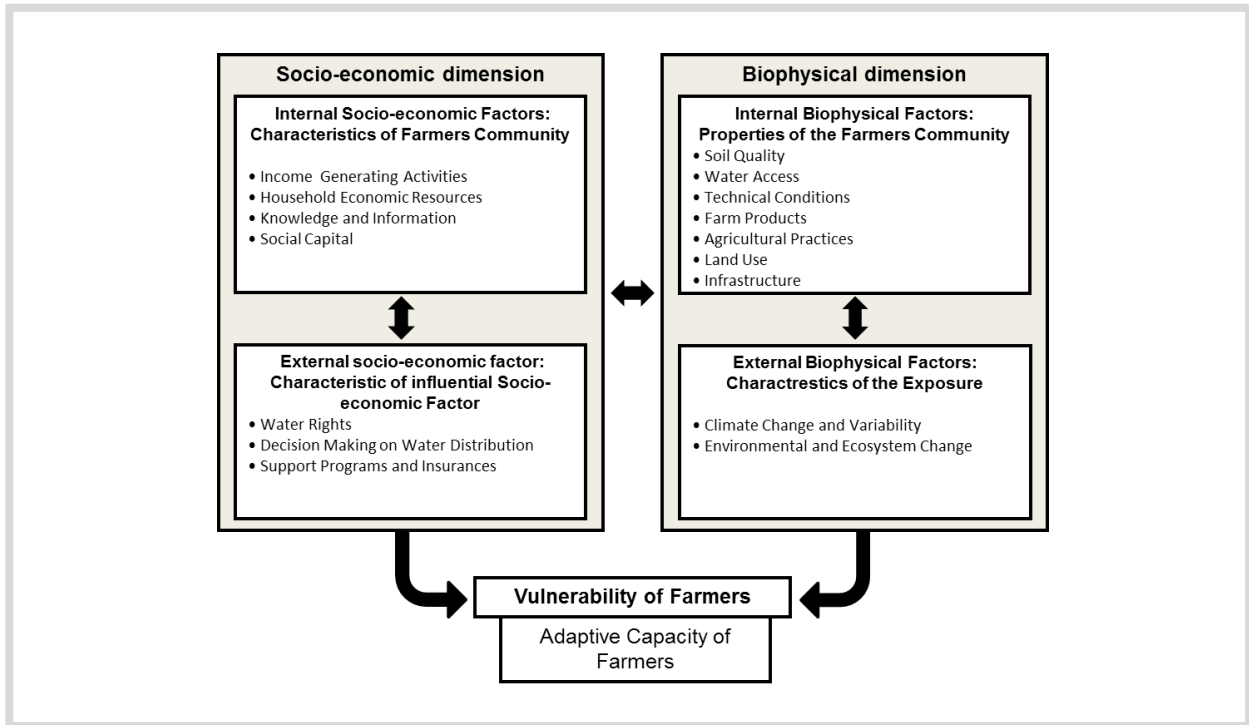 Socio-economic dimension
Internal Socio-economic Factors:
Characteristics of Farmers Community
• Income Generating Activities
• Household Economic Resources
• Knowledge and Information
• Social Capital
External socio-economic factor:
Characteristic of influential Socio-
economic Factor
• Water Rights
• Decision Making on Water Distribution
• Support Programs and Insurances
Biophysical dimension
Internal Biophysical Factors:
Properties of the Farmers Community
• Soil Quality
• Water Access
• Technical Conditions
• Farm Products
• Agricultural Practices
• Land Use
• Infrastructure
External Biophysical Factors:
Charactrestics of the Exposure
• Climate Change and Variability
• Environmental and Ecosystem Change
Vulnerability of Farmers
Adaptive Capacity of
Farmers